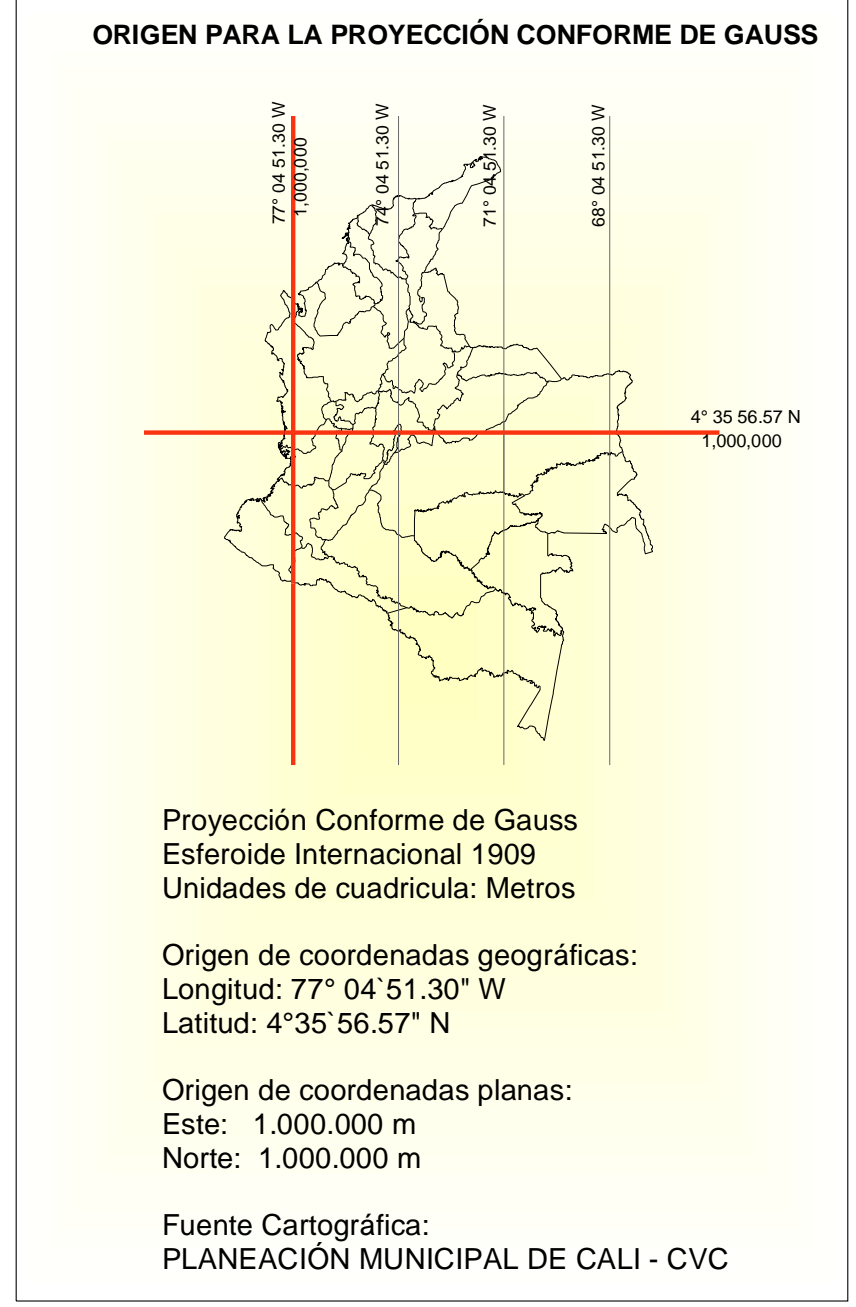 ORIGEN PARA LA PROYECCIÓN CONFORME DE GAUSS
77° 04 51.30 W
1,000,000
74° 04 51.30 W
71° 04 51.30 W
68° 04 51.30 W
4° 35 56.57 N
1,000,000
Proyección Conforme de Gauss
Esferoide Internacional 1909
Unidades de cuadricula: Metros
Origen de coordenadas geográficas:
Longitud: 77° 04`51.30" W
Latitud: 4°35`56.57" N
Origen de coordenadas planas:
Este: 1.000.000 m
Norte: 1.000.000 m
Fuente Cartográfica:
PLANEACIÓN MUNICIPAL DE CALI - CVC